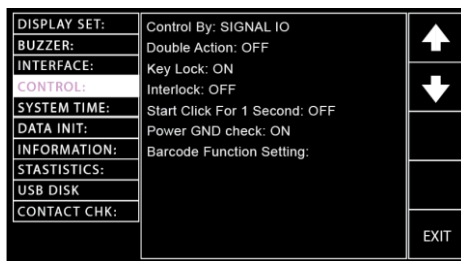 DISPLAY SET:
BUZZER:
INTERFACE:
CONTROL:
SYSTEM TIME:
DATA INIT:
INFORMATION:
STASTISTICS:
USB DISK
CONTACT CHK:
Control By: SIGNAL IO
Double Action: OFF
Key Lock: ON
Interlock: OFF
Start Click For 1 Second: OFF
Power GND check: ON
Barcode Function Setting:
EXIT